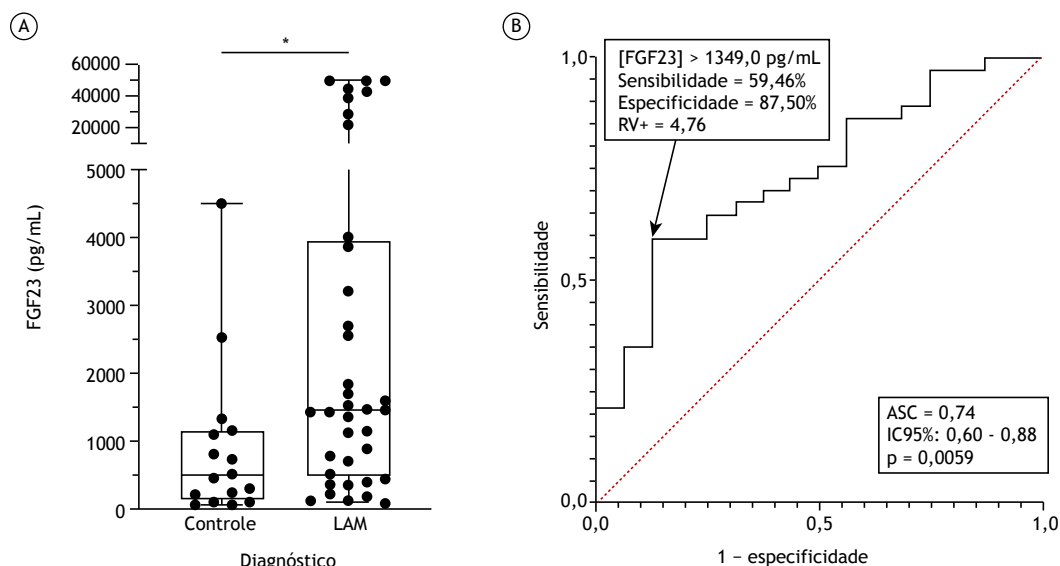 A
*
60000
40000
20000
5000
4000
3000
2000
1000
0
FGF23 (pg/mL)
Controle
LAM
Diagnóstico
B
[FGF23] > 1349,0 pg/mL
Sensibilidade = 59,46%
Especificidade = 87,50%
RV+ = 4,76
1,0
0,5
0,0
Sensibilidade
ASC = 0,74
IC95%: 0,60 - 0,88
p = 0,0059
0,0
0,5
1,0
1 − especificidade